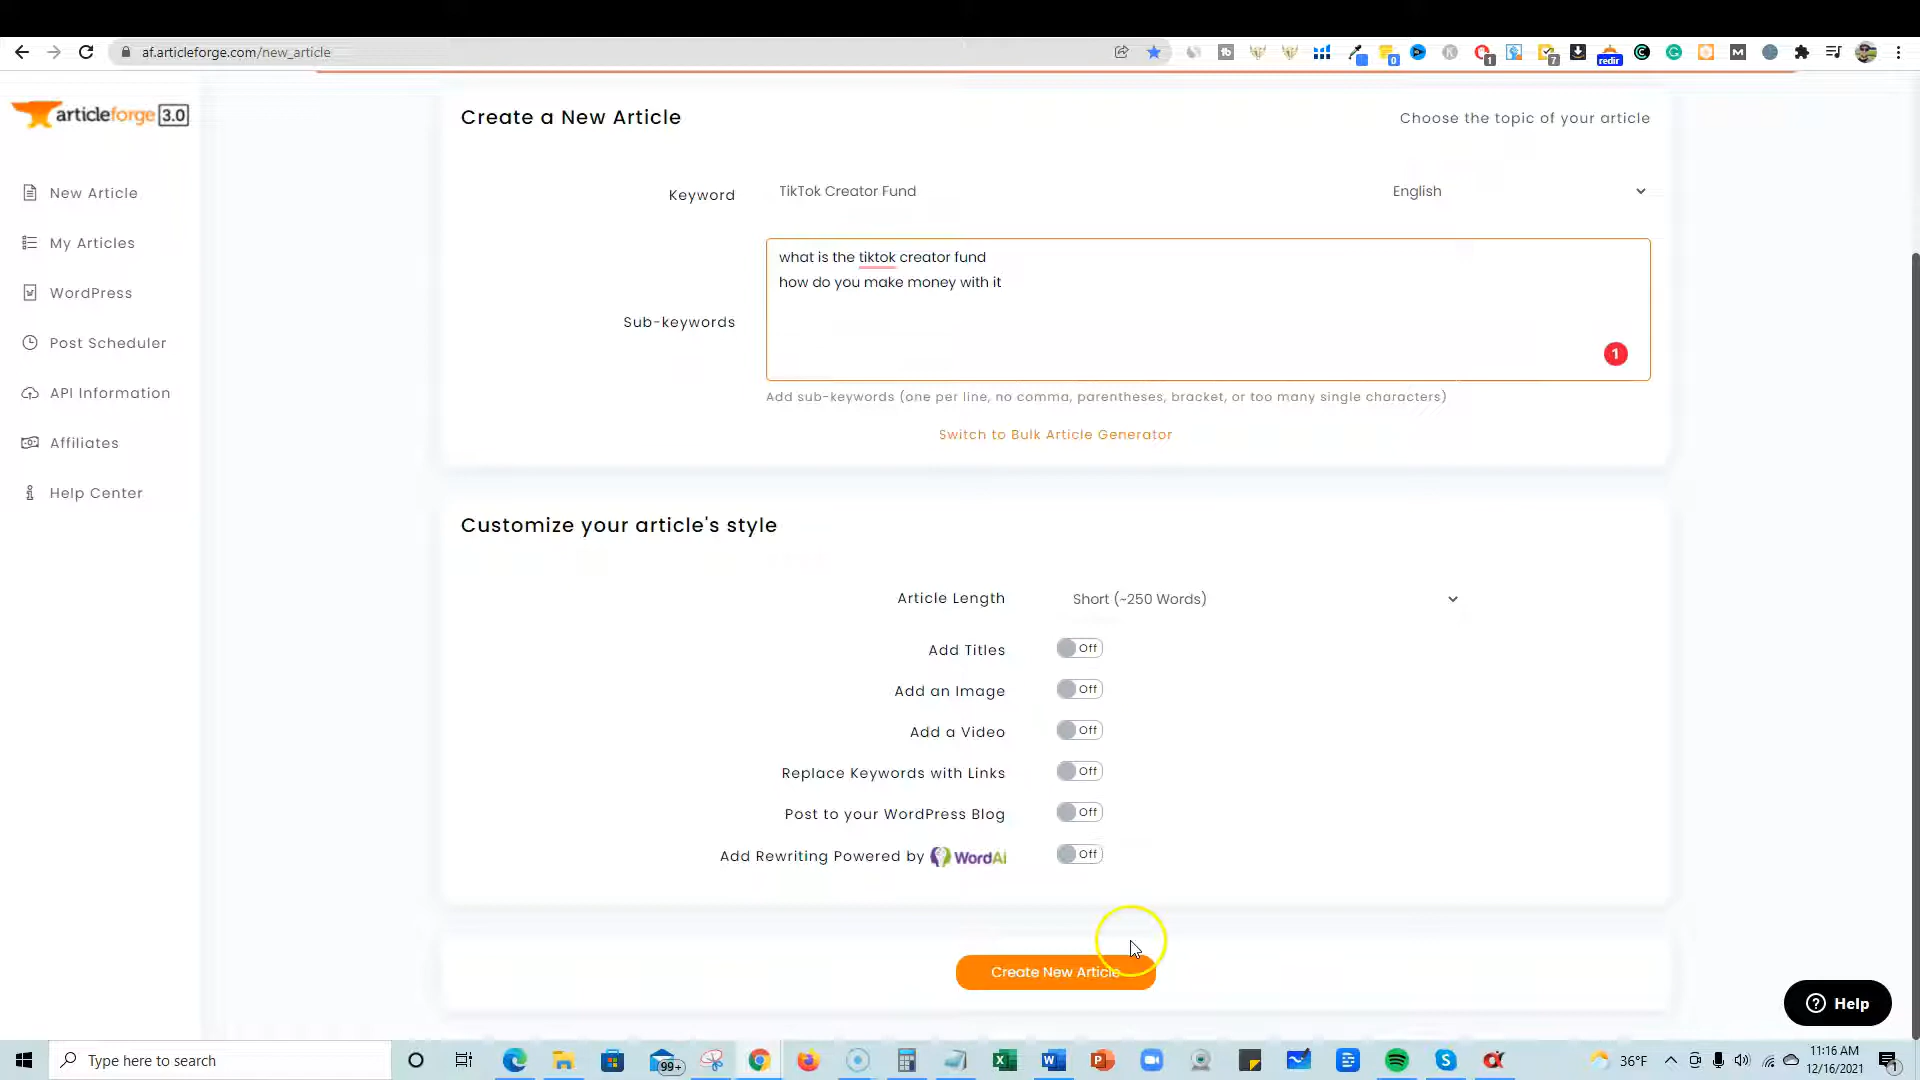 af.articleforge.com/new_article
1
0
7
redir
articleforge 3.0
New Article
My Articles
WordPress
Post Scheduler
API Information
Affiliates
Help Center
Create a New Article
Choose the topic of your article
Keyword
TikTok Creator Fund
English
Sub-keywords
what is the tiktok creator fund
how do you make money with it
1
Add sub-keywords (one per line, no comma, parentheses, bracket, or too many single characters)
Switch to Bulk Article Generator
Customize your article's style
Article Length
Short (~250 Words)
Add Titles
Off
Add an Image
Off
Add a Video
Off
Replace Keywords with Links
Off
Post to your WordPress Blog
Off
Add Rewriting Powered by WordAi
Off
Create New Article
Help
Type here to search
99+
36°F
11:16 AM
12/16/2021
1